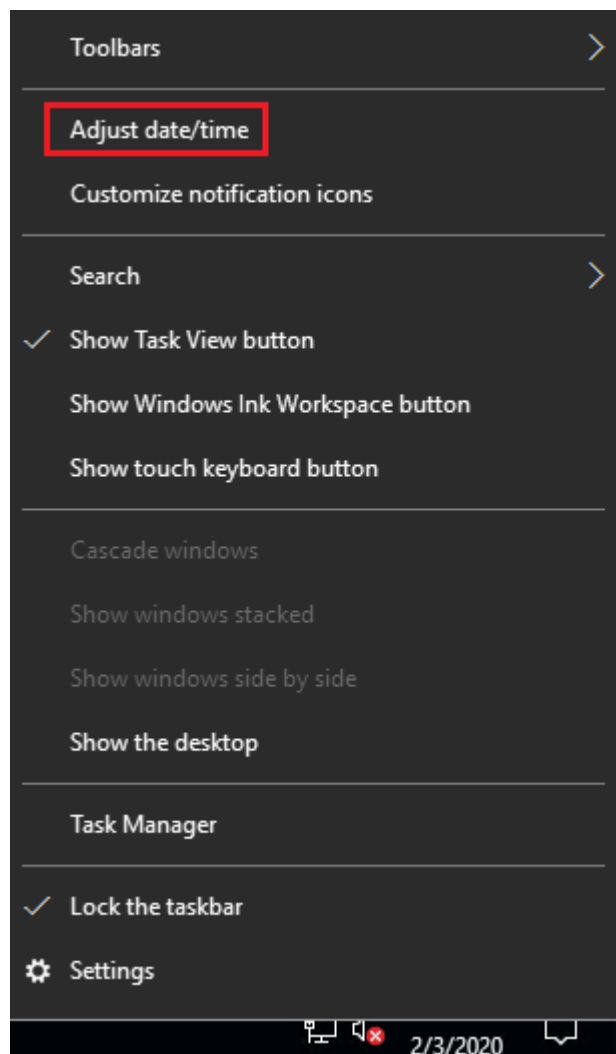 Toolbars
Adjust date/time
Customize notification icons
Search
Show Task View button
Show Windows Ink Workspace button
Show touch keyboard button
Cascade windows
Show windows stacked
Show windows side by side
Show the desktop
Task Manager
Lock the taskbar
Settings
2/3/2020